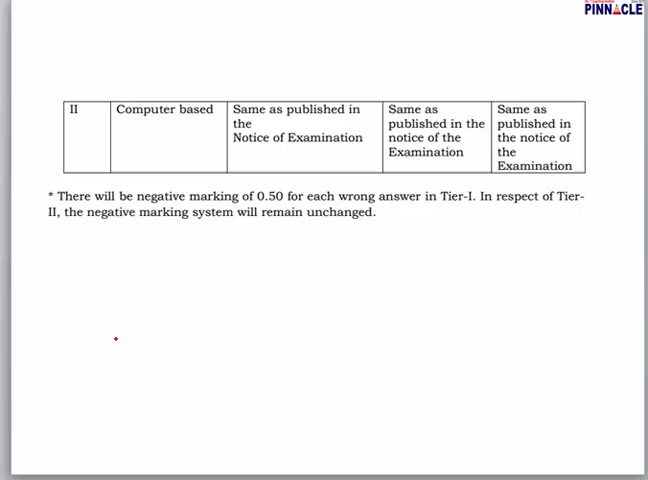 PINNACLE
II
Computer based
Same as published in
the
Notice of Examination
Same as
published in the
notice of the
Examination
Same as
published in
the notice of
the
Examination
* There will be negative marking of 0.50 for each wrong answer in Tier-I. In respect of Tier-
II, the negative marking system will remain unchanged.